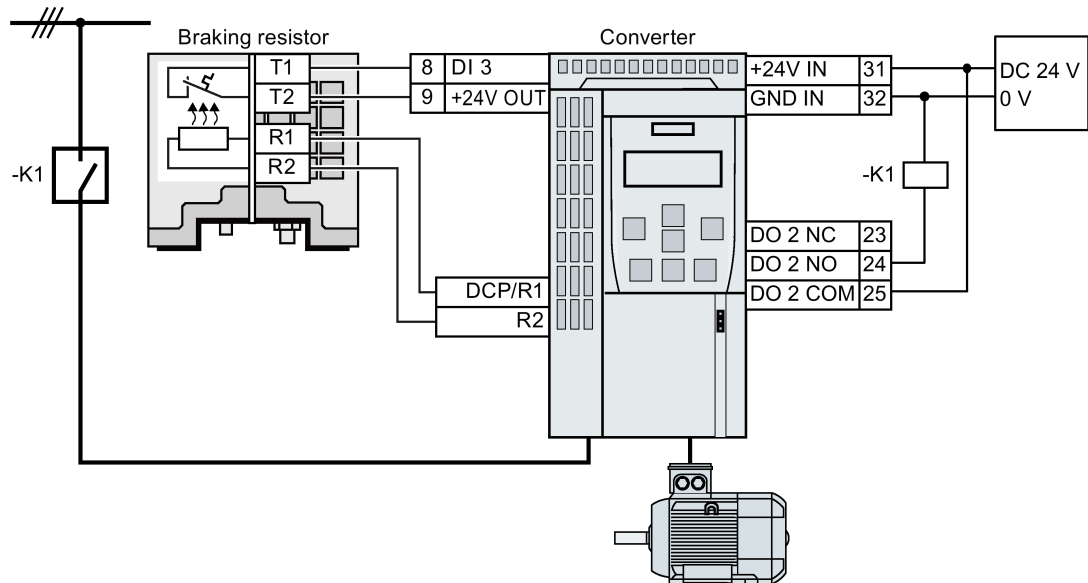 Braking resistor
Converter
T1
8 DI 3
+24V IN 31
DC 24 V
T2
9 +24V OUT
GND IN 32
0 V
R1
R2
-K1
-K1
DO 2 NC 23
DO 2 NO 24
DCP/R1
DO 2 COM 25
R2